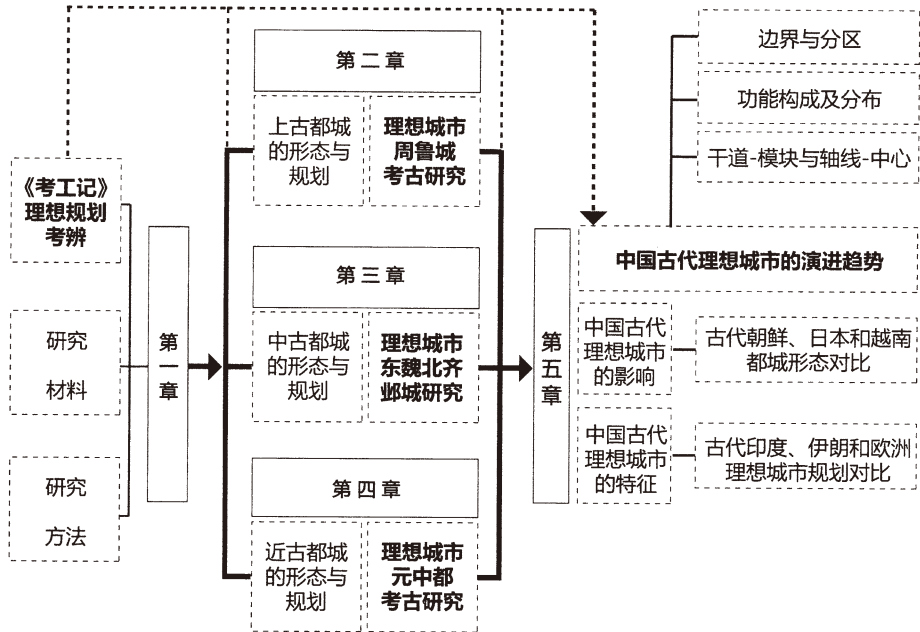 《考工记》
理想规划
考辨
研究
材料
研究
方法
第一章
第二章
上古都城
的形态与
规划
理想城市
周鲁城
考古研究
第三章
中古都城
的形态与
规划
理想城市
东魏北齐
邺城研究
第四章
近古都城
的形态与
规划
理想城市
元中都
考古研究
第五章
边界与分区
功能构成及分布
干道-模块与轴线-中心
中国古代理想城市的演进趋势
中国古代
理想城市
的影响
古代朝鲜、日本和越南
都城形态对比
中国古代
理想城市
的特征
古代印度、伊朗和欧洲
理想城市规划对比